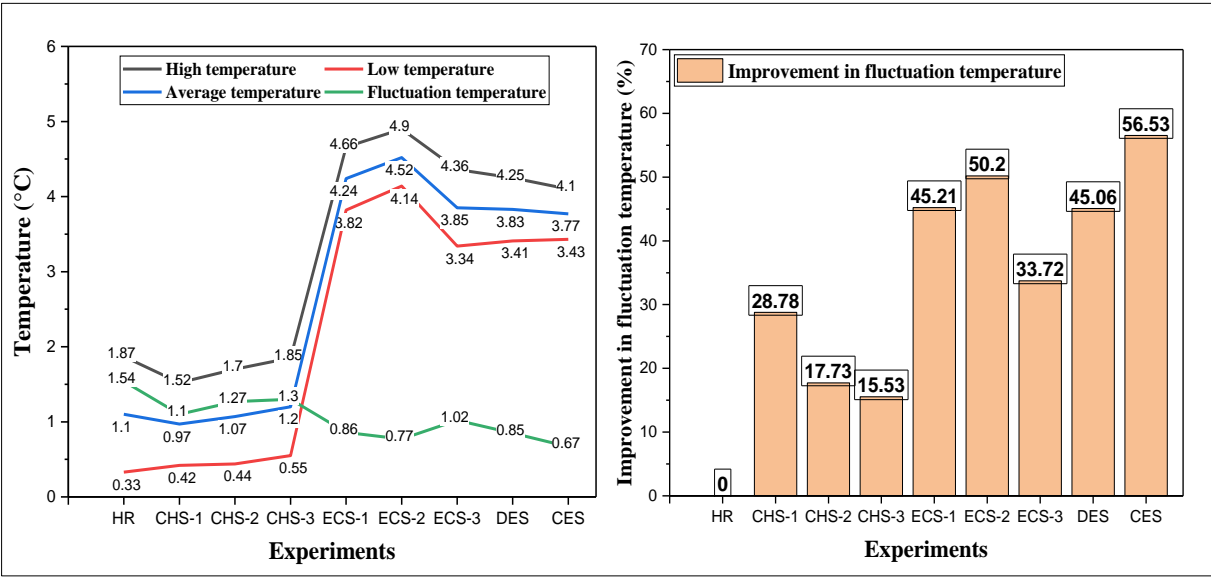 High temperature
Low temperature
Average temperature
Fluctuation temperature
Temperature (°C)
6
5
4
3
2
1
0
1.87
1.52
1.7
1.85
4.66
4.9
4.36
4.25
4.1
1.54
1.1
1.27
1.3
0.86
0.77
1.02
0.85
0.67
1.1
0.97
1.07
1.2
4.24
4.52
3.85
3.83
3.77
0.33
0.42
0.44
0.55
3.82
4.14
3.34
3.41
3.43
HR
CHS-1
CHS-2
CHS-3
ECS-1
ECS-2
ECS-3
DES
CES
Experiments
Improvement in fluctuation temperature
Improvement in fluctuation temperature (%)
70
60
50
40
30
20
10
0
0
28.78
17.73
15.53
45.21
50.2
33.72
45.06
56.53
HR
CHS-1
CHS-2
CHS-3
ECS-1
ECS-2
ECS-3
DES
CES
Experiments